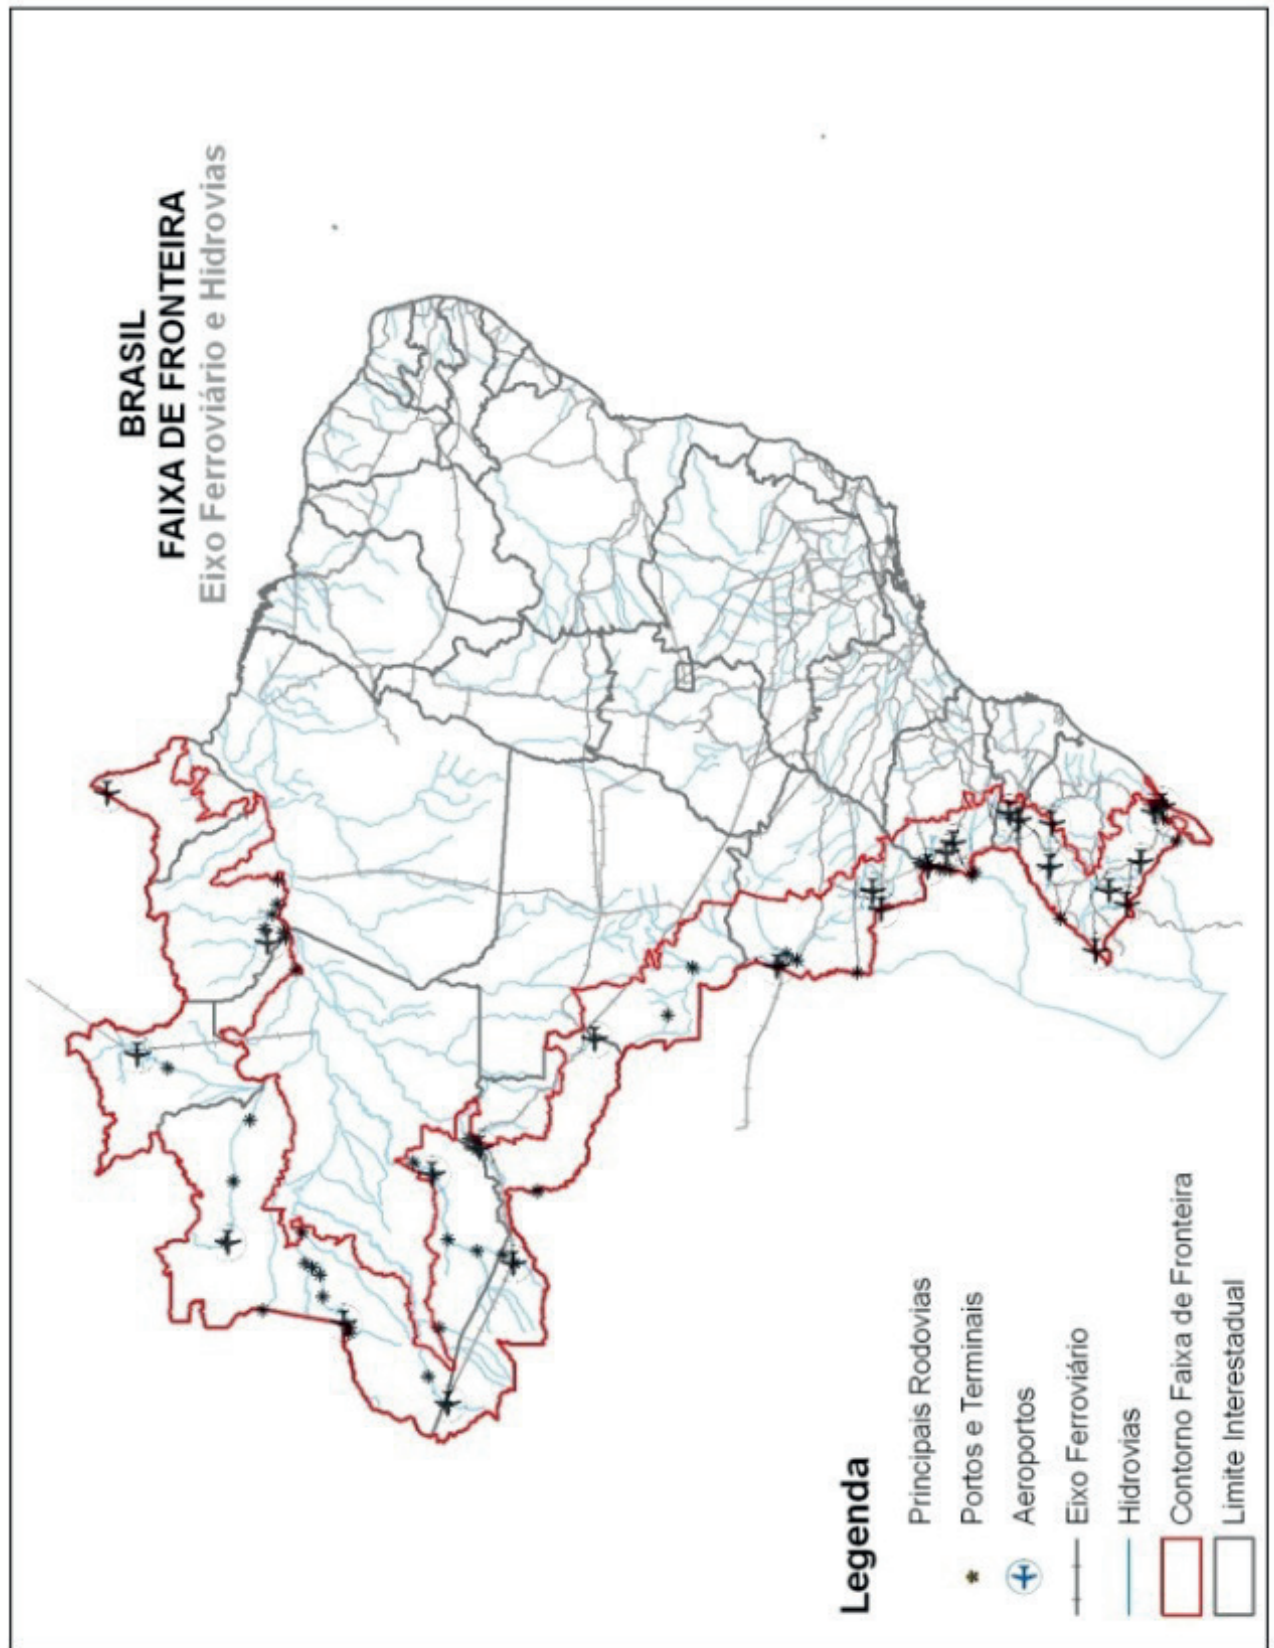 BRASIL
FAIXA DE FRONTEIRA
Eixo Ferroviário e Hidrovias
Legenda
Principais Rodovias
Portos e Terminais
Aeroportos
Eixo Ferroviário
Hidrovias
Contorno Faixa de Fronteira
Limite Interestadual